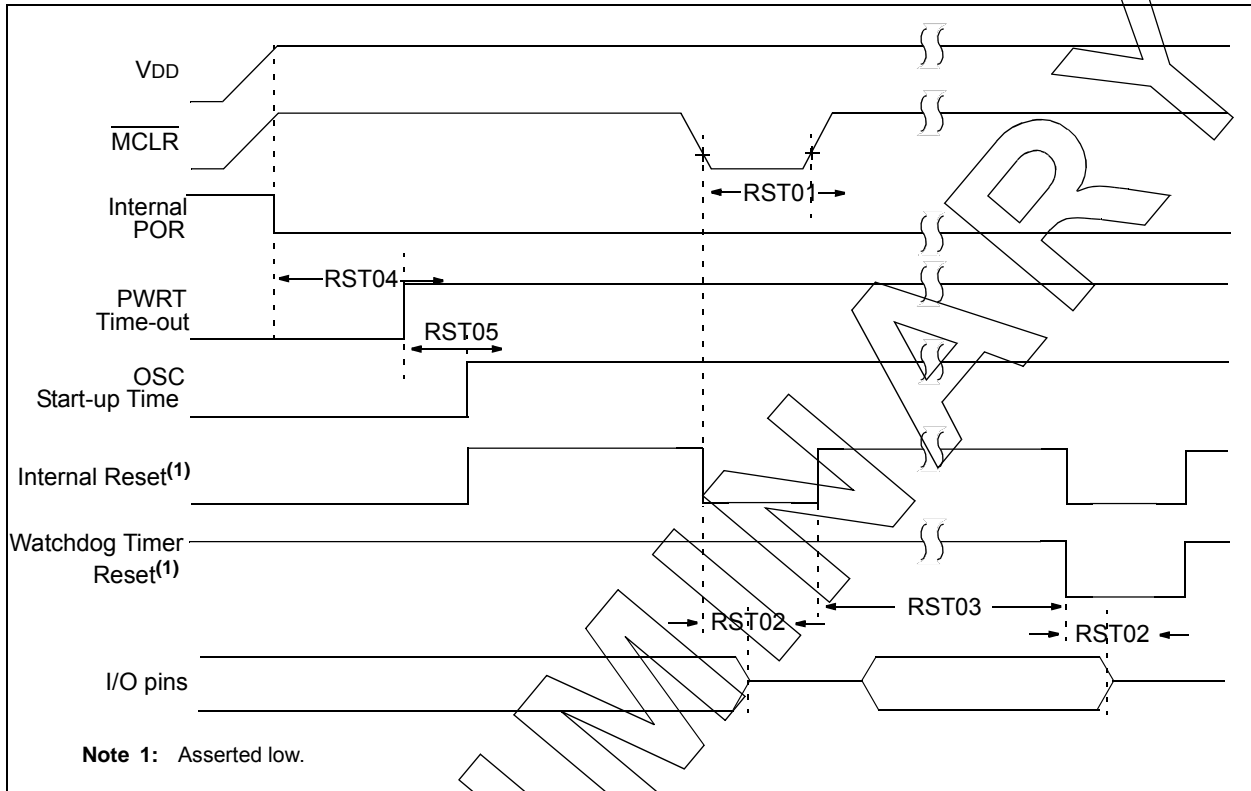 VDD
MCLR
RST01
Internal
POR
RST04
PWRT
Time-out
RST05
OSC
Start-up Time
Internal Reset(1)
Watchdog Timer
Reset(1)
RST03
RST02
RST02
I/O pins
Note 1: Asserted low.
IMINARY